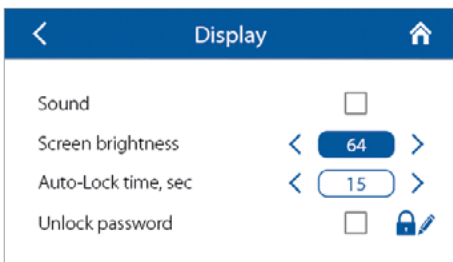 Display
Sound
Screen brightness 64
Auto-Lock time, sec 15
Unlock password